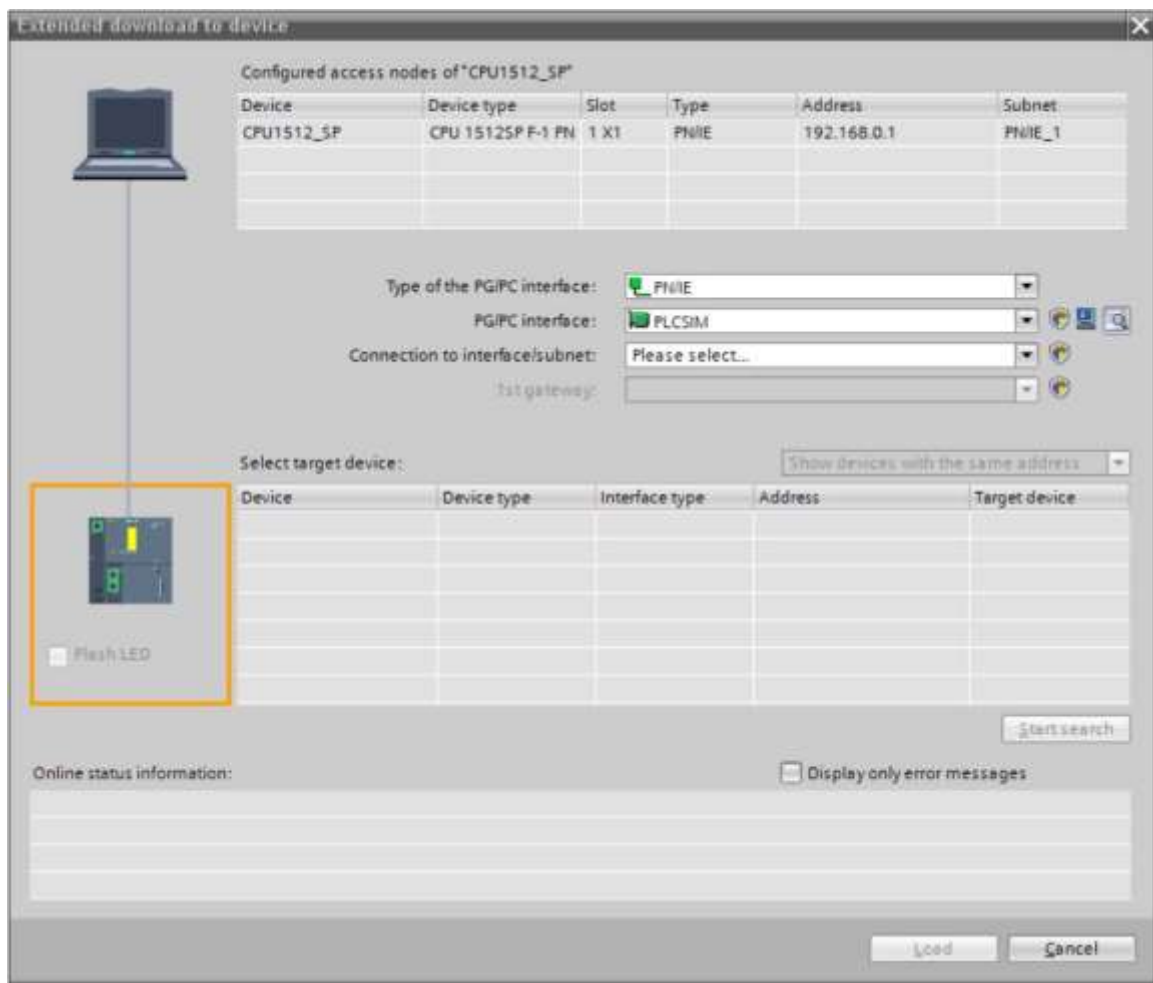 Extended download to device
Configured access nodes of "CPU1512_SP"
Device Device type Slot Type Address Subnet
CPU1512_SP CPU 1512SP F-1 PN 1 X1 PN/IE 192.168.0.1 PN/IE_1
Type of the PG/PC interface: PN/IE
PG/PC interface: PLCSIM
Connection to interface/subnet: Please select...
1st gateway:
Select target device: Show devices with the same address
Device Device type Interface type Address Target device
Flash LED
Start search
Online status information: Display only error messages
Load Cancel